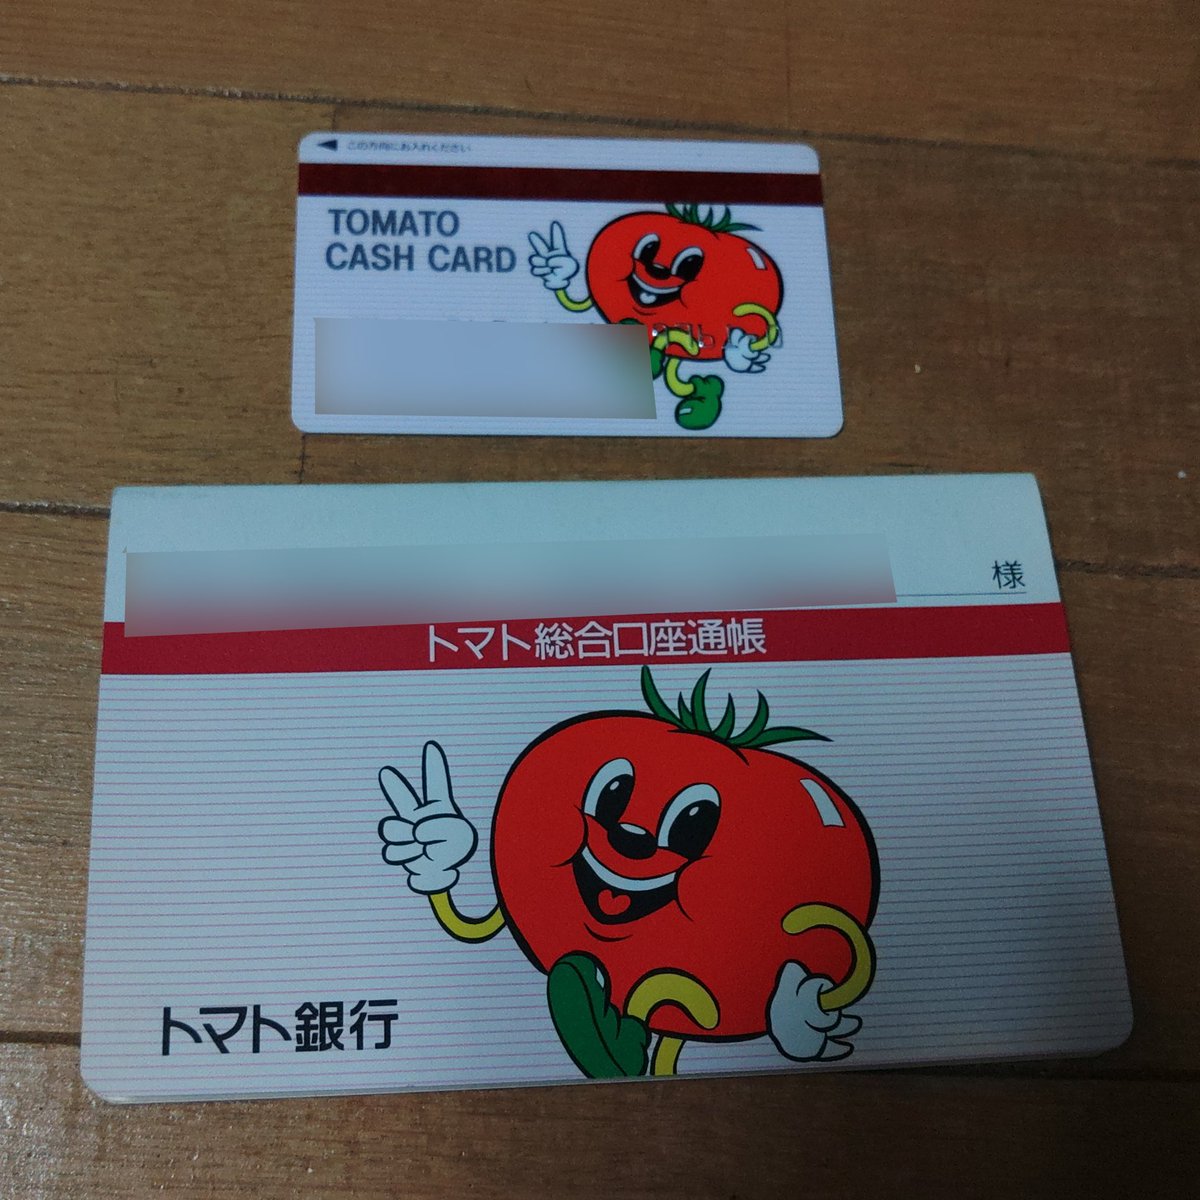 この方向にお入れください
TOMATO
CASH CARD
様
トマト総合口座通帳
トマト銀行